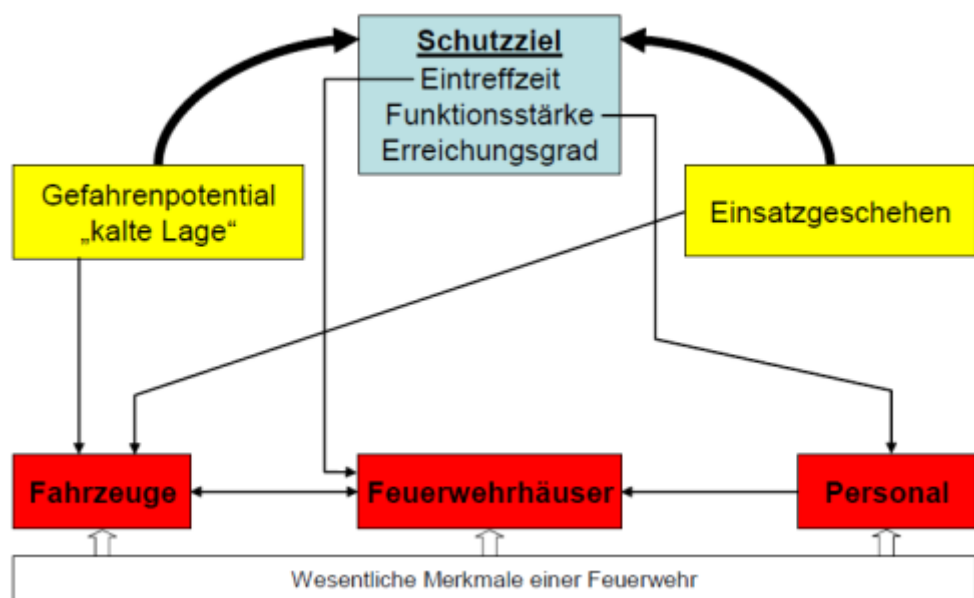 Schutzziel
Eintreffzeit
Funktionsstärke
Erreichungsgrad
Gefahrenpotential
„kalte Lage“
Einsatzgeschehen
Fahrzeuge
Feuerwehrhäuser
Personal
Wesentliche Merkmale einer Feuerwehr